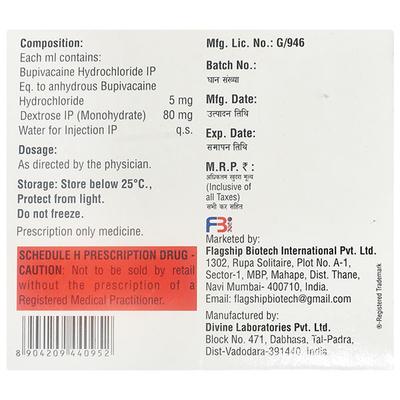 Composition:
Each ml contains:
Bupivacaine Hydrochloride IP
Eq. to anhydrous Bupivacaine
Hydrochloride 5 mg
Dextrose IP (Monohydrate) 80 mg
Water for Injection IP q.s.
Dosage:
As directed by the physician.
Storage: Store below 25°C.,
Protect from light.
Do not freeze.
Prescription only medicine.
SCHEDULE H PRESCRIPTION DRUG -
CAUTION: Not to be sold by retail
without the prescription of a
Registered Medical Practitioner.
8 904209 440952
Mfg. Lic. No.: G/946
Batch No.:
घान संख्या
Mfg. Date:
उत्पादन तिथि
Exp. Date:
समापन तिथि
M.R.P. ₹ :
अधिकतम खुदरा मूल्य
(Inclusive of
all Taxes)
सभी कर सहित
Marketed by:
Flagship Biotech International Pvt. Ltd.
1302, Rupa Solitaire, Plot No. A-1,
Sector-1, MBP, Mahape, Dist. Thane,
Navi Mumbai - 400710, India
Email: flagshipbiotech@gmail.com
Manufactured by:
Divine Laboratories Pvt. Ltd.
Block No. 471, Dabhasa, Tal-Padra,
Dist-Vadodara-391440, India
®-Registered Trademark